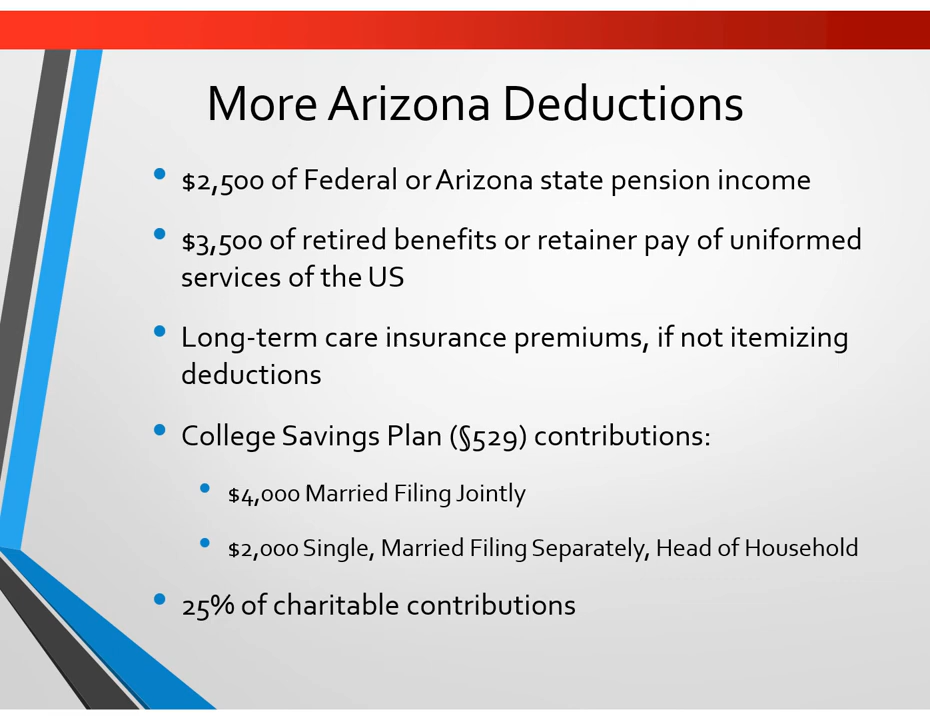 More Arizona Deductions
• $2,500 of Federal or Arizona state pension income
• $3,500 of retired benefits or retainer pay of uniformed
services of the US
• Long-term care insurance premiums, if not itemizing
deductions
• College Savings Plan (§529) contributions:
• $4,000 Married Filing Jointly
• $2,000 Single, Married Filing Separately, Head of Household
• 25% of charitable contributions